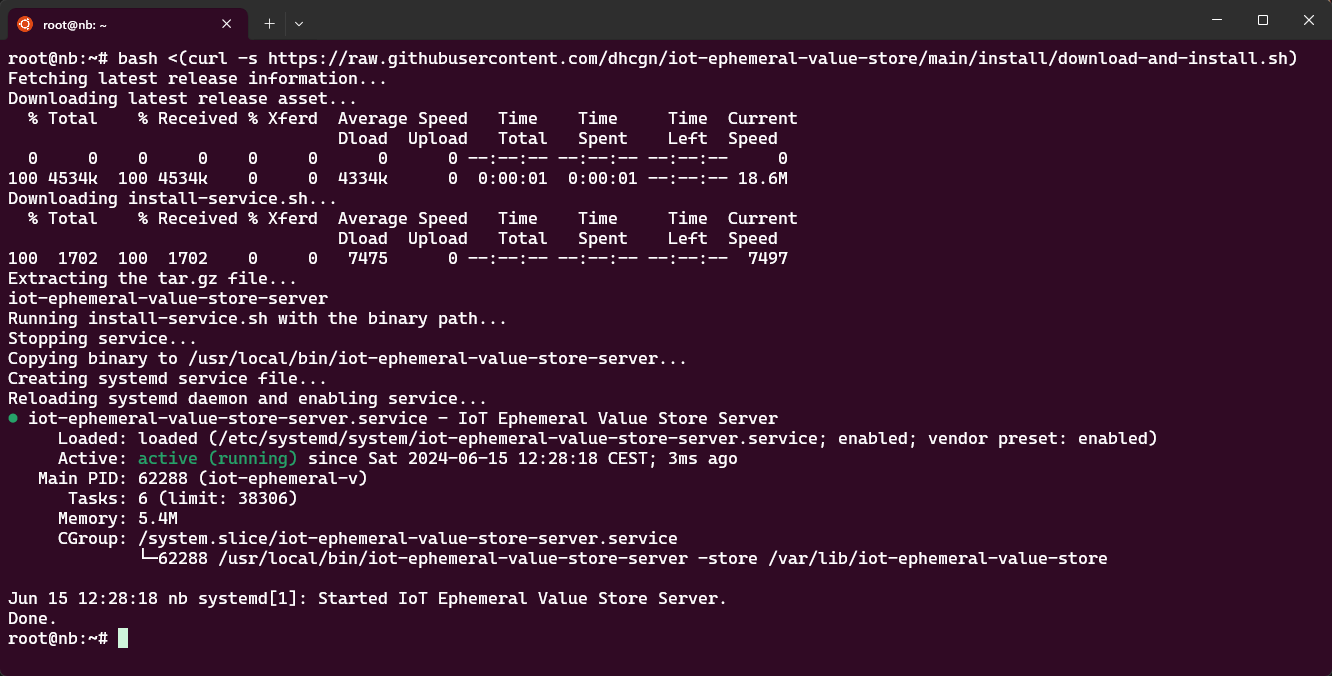 root@nb: ~
root@nb:~# bash <(curl -s https://raw.githubusercontent.com/dhcgn/iot-ephemeral-value-store/main/install/download-and-install.sh)
Fetching latest release information...
Downloading latest release asset...
  % Total    % Received % Xferd  Average Speed   Time    Time     Time  Current
                                 Dload  Upload   Total   Spent    Left  Speed
  0     0    0     0    0     0      0      0 --:--:-- --:--:-- --:--:--     0
100 4534k  100 4534k    0     0  4334k      0  0:00:01  0:00:01 --:--:-- 18.6M
Downloading install-service.sh...
  % Total    % Received % Xferd  Average Speed   Time    Time     Time  Current
                                 Dload  Upload   Total   Spent    Left  Speed
100  1702  100  1702    0     0   7475      0 --:--:-- --:--:-- --:--:--  7497
Extracting the tar.gz file...
iot-ephemeral-value-store-server
Running install-service.sh with the binary path...
Stopping service...
Copying binary to /usr/local/bin/iot-ephemeral-value-store-server...
Creating systemd service file...
Reloading systemd daemon and enabling service...
● iot-ephemeral-value-store-server.service - IoT Ephemeral Value Store Server
     Loaded: loaded (/etc/systemd/system/iot-ephemeral-value-store-server.service; enabled; vendor preset: enabled)
     Active: active (running) since Sat 2024-06-15 12:28:18 CEST; 3ms ago
   Main PID: 62288 (iot-ephemeral-v)
      Tasks: 6 (limit: 38306)
     Memory: 5.4M
     CGroup: /system.slice/iot-ephemeral-value-store-server.service
             └─62288 /usr/local/bin/iot-ephemeral-value-store-server -store /var/lib/iot-ephemeral-value-store
Jun 15 12:28:18 nb systemd[1]: Started IoT Ephemeral Value Store Server.
Done.
root@nb:~#